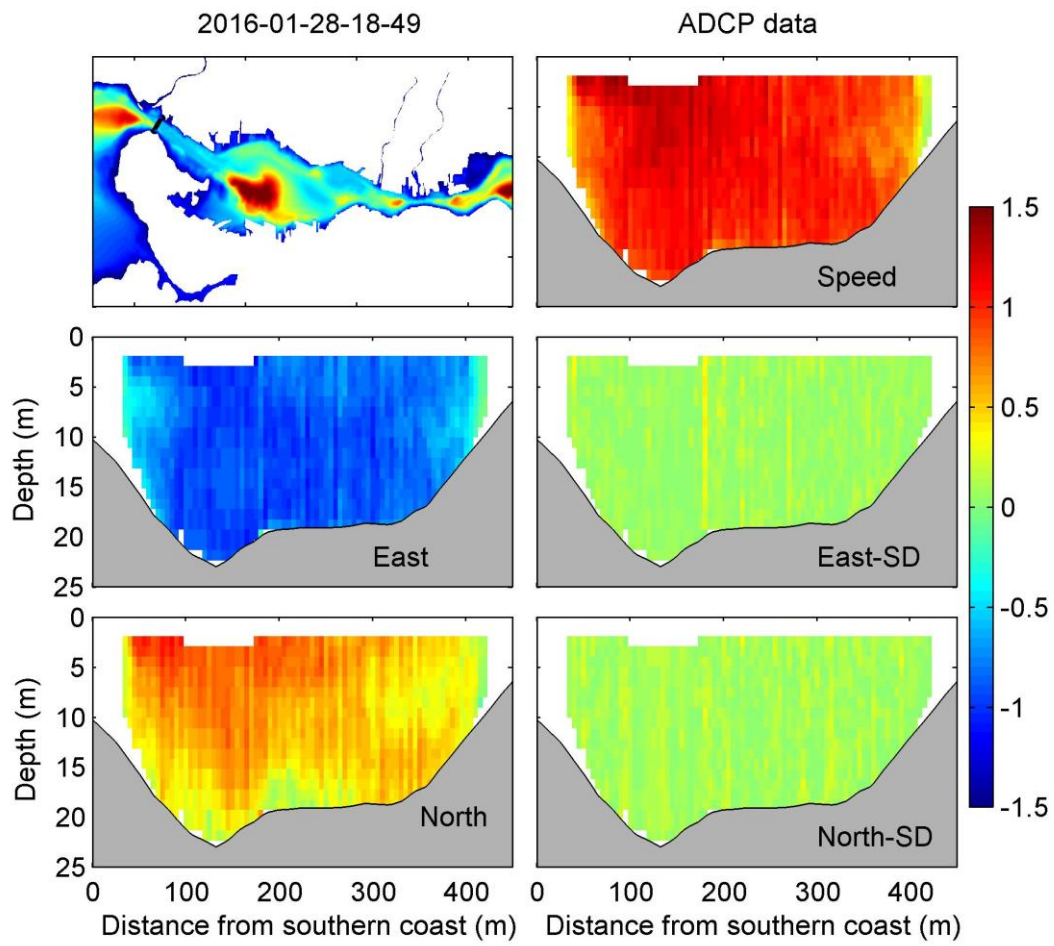 2016-01-28-18-49
ADCP data
Speed
1.5
1
0.5
0
-0.5
-1
-1.5
Depth (m)
0
5
10
15
20
25
East
East-SD
Depth (m)
0
5
10
15
20
25
North
North-SD
0 100 200 300 400
0 100 200 300 400
Distance from southern coast (m)
Distance from southern coast (m)